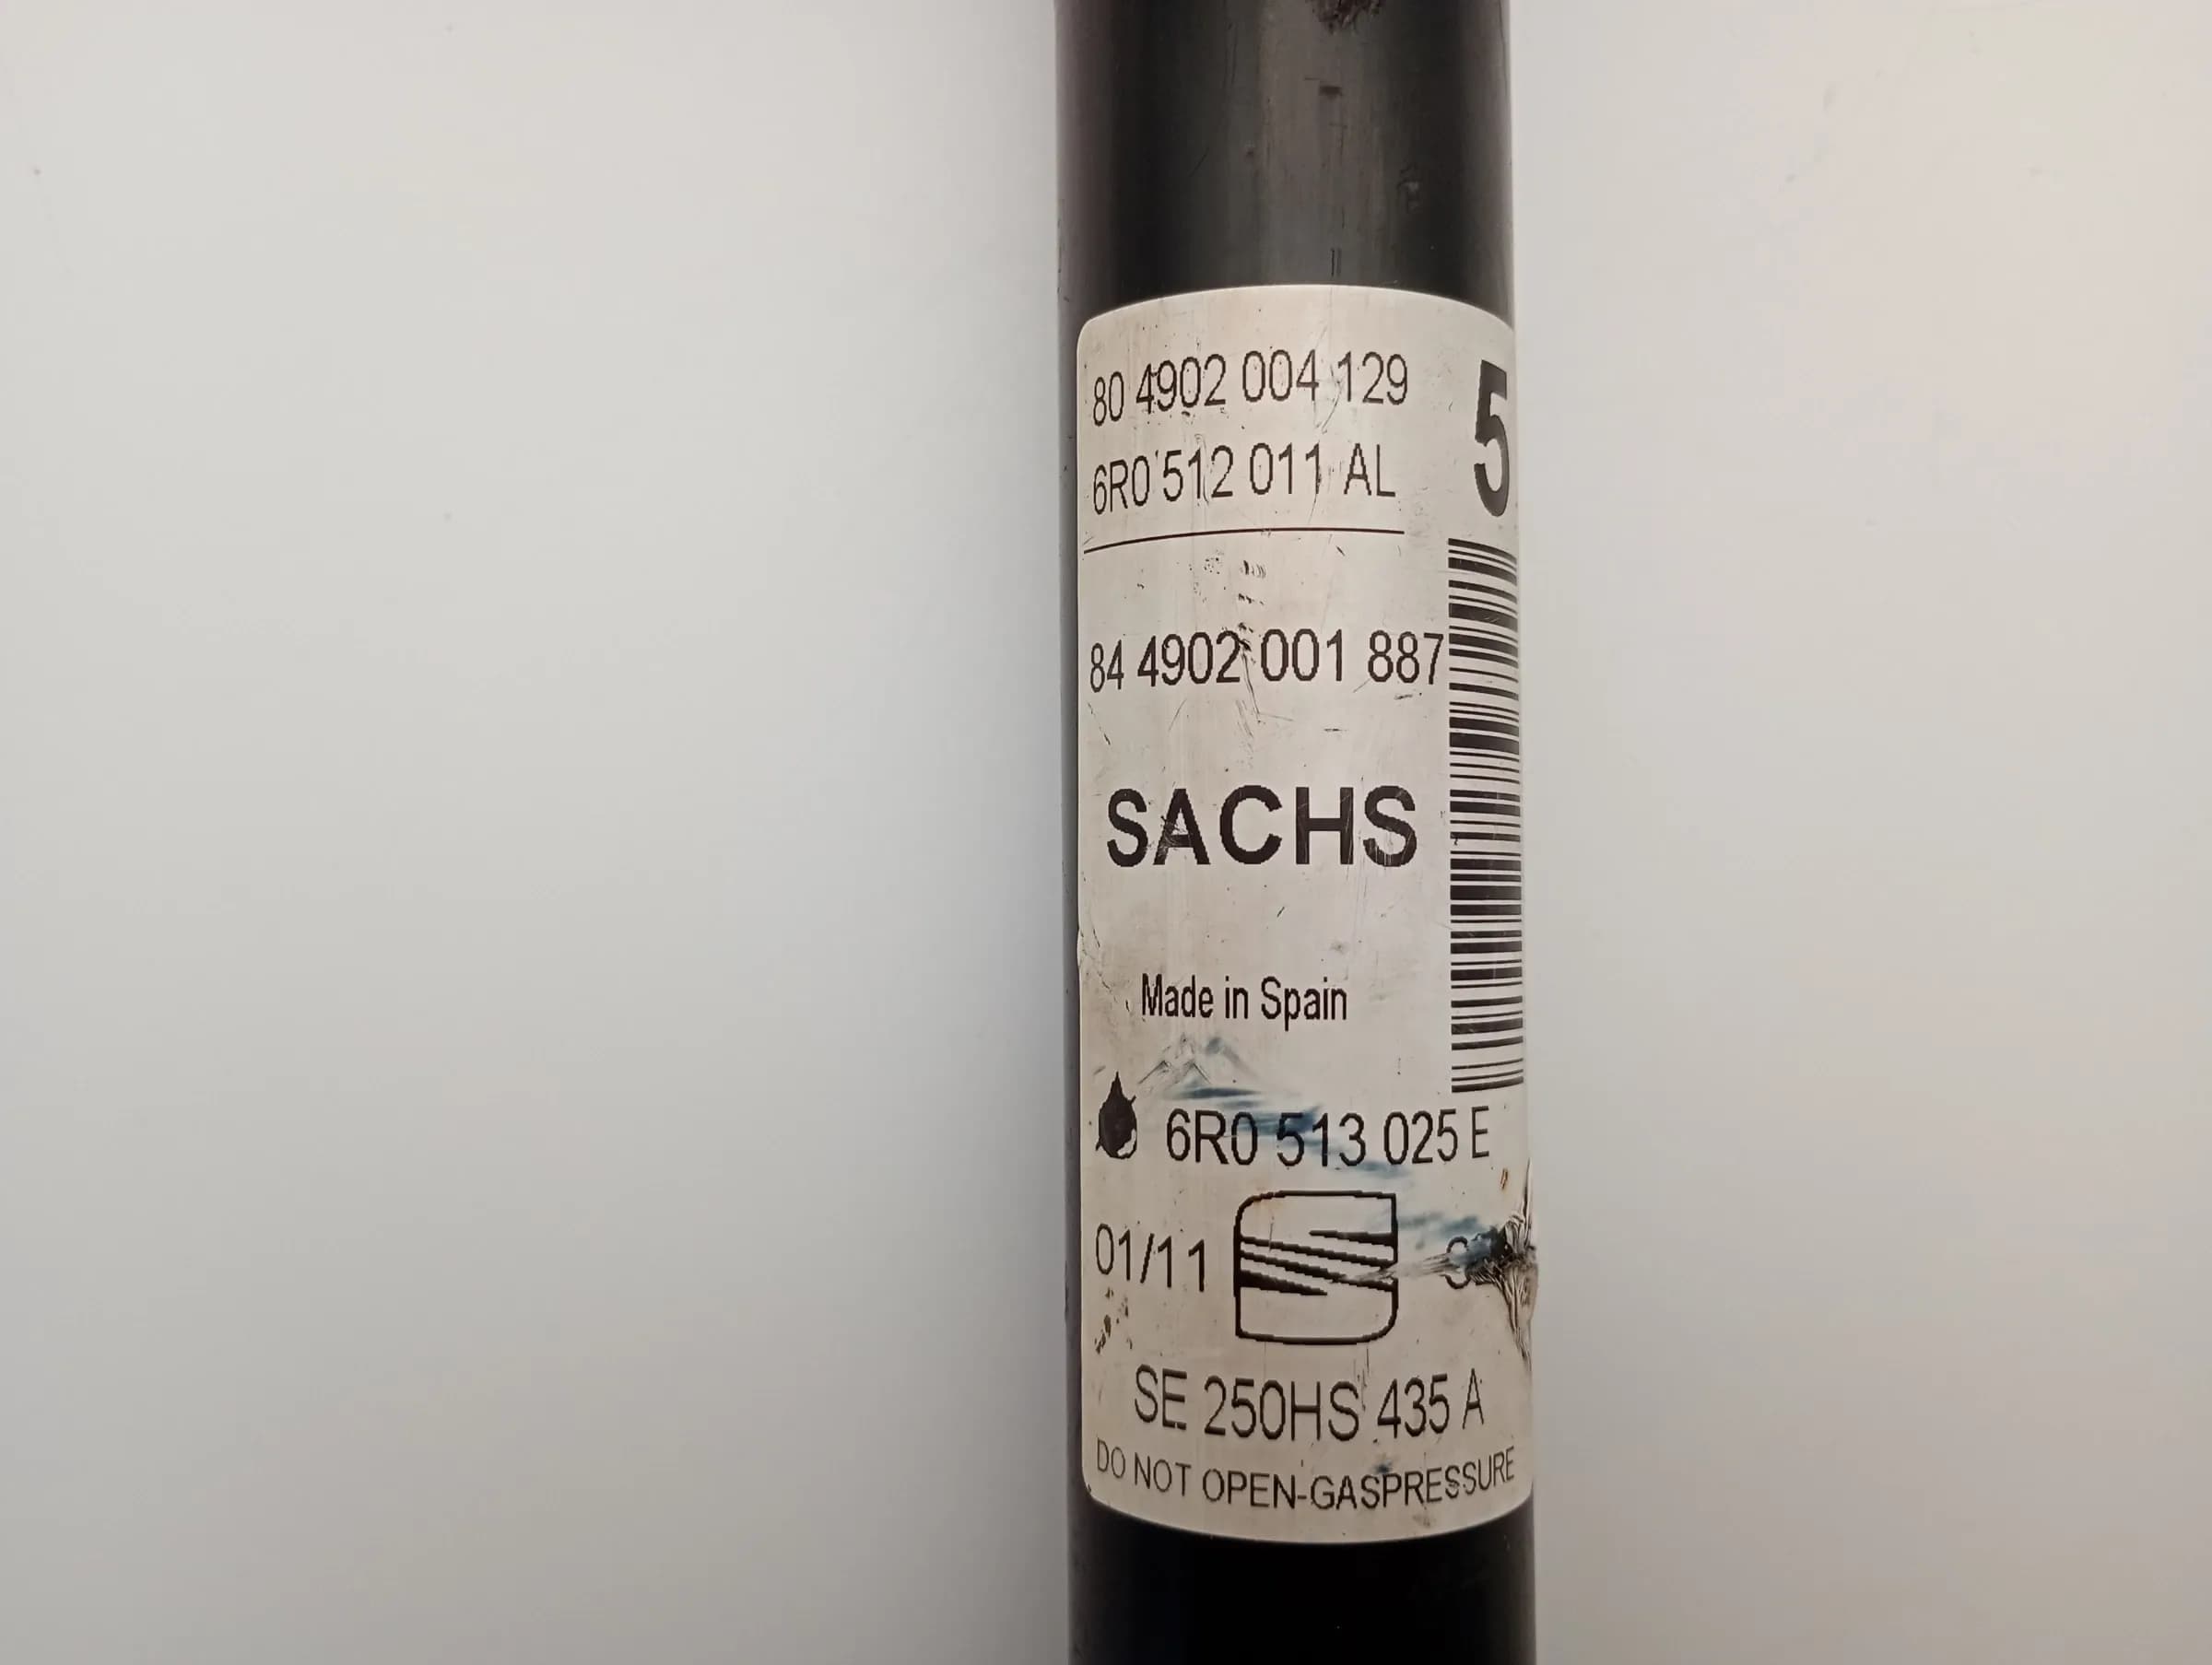 80 4902 004 129
5
6R0 512 011 AL
84 4902 001 887
SACHS
Made in Spain
6R0 513 025 E
01/11
SE 250HS 435 A
DO NOT OPEN-GASPRESSURE